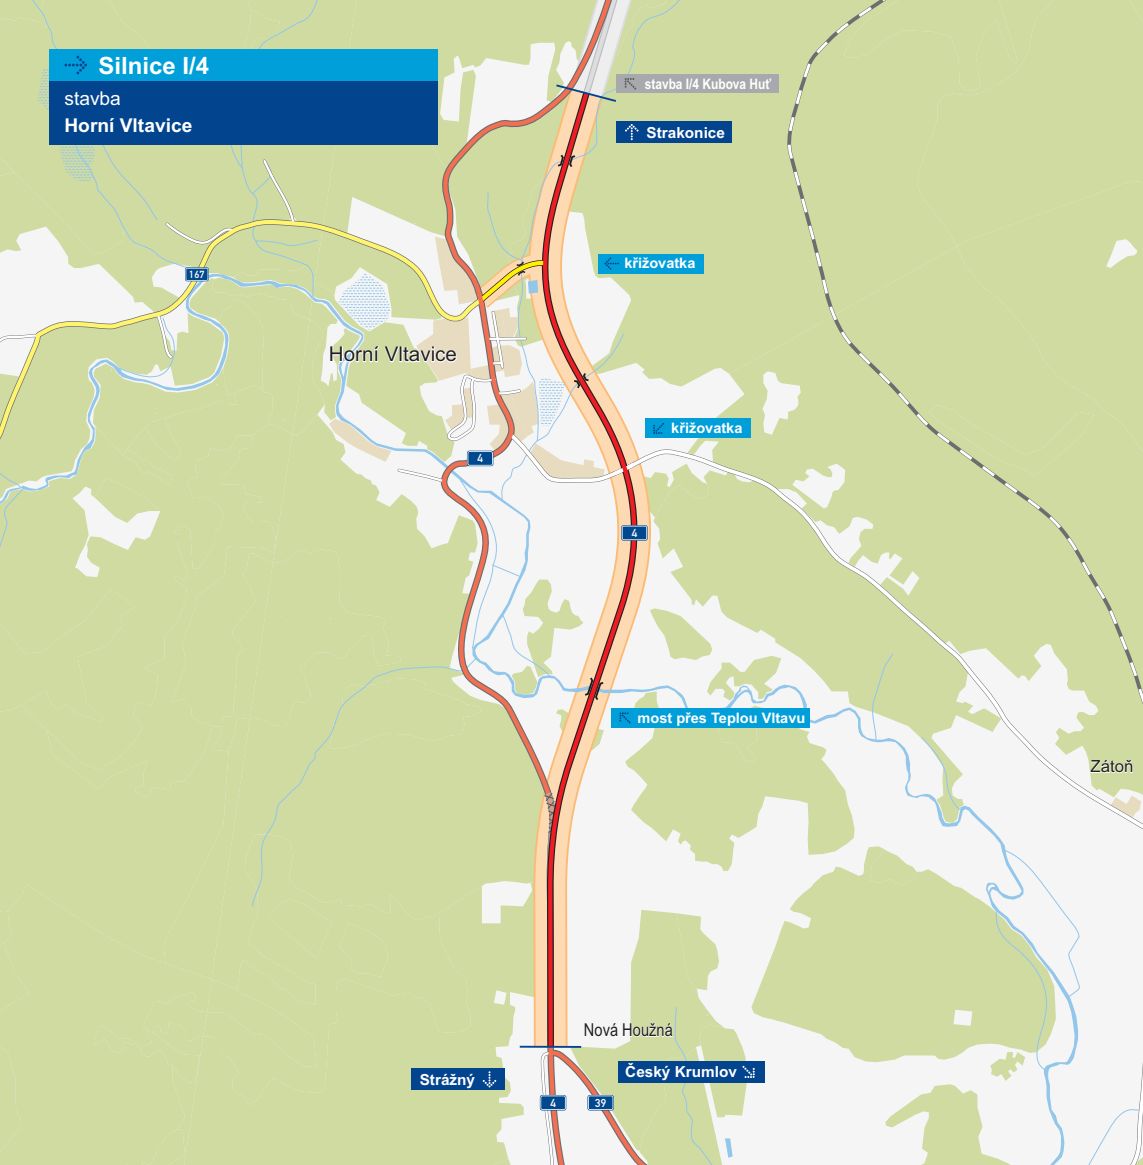 Silnice I/4
stavba
Horní Vltavice
stavba I/4 Kubova Huť
Strakonice
křižovatka
167
Horní Vltavice
křižovatka
4
4
most přes Teplou Vltavu
Zátoň
Nová Houžná
Strážný
Český Krumlov
4
39